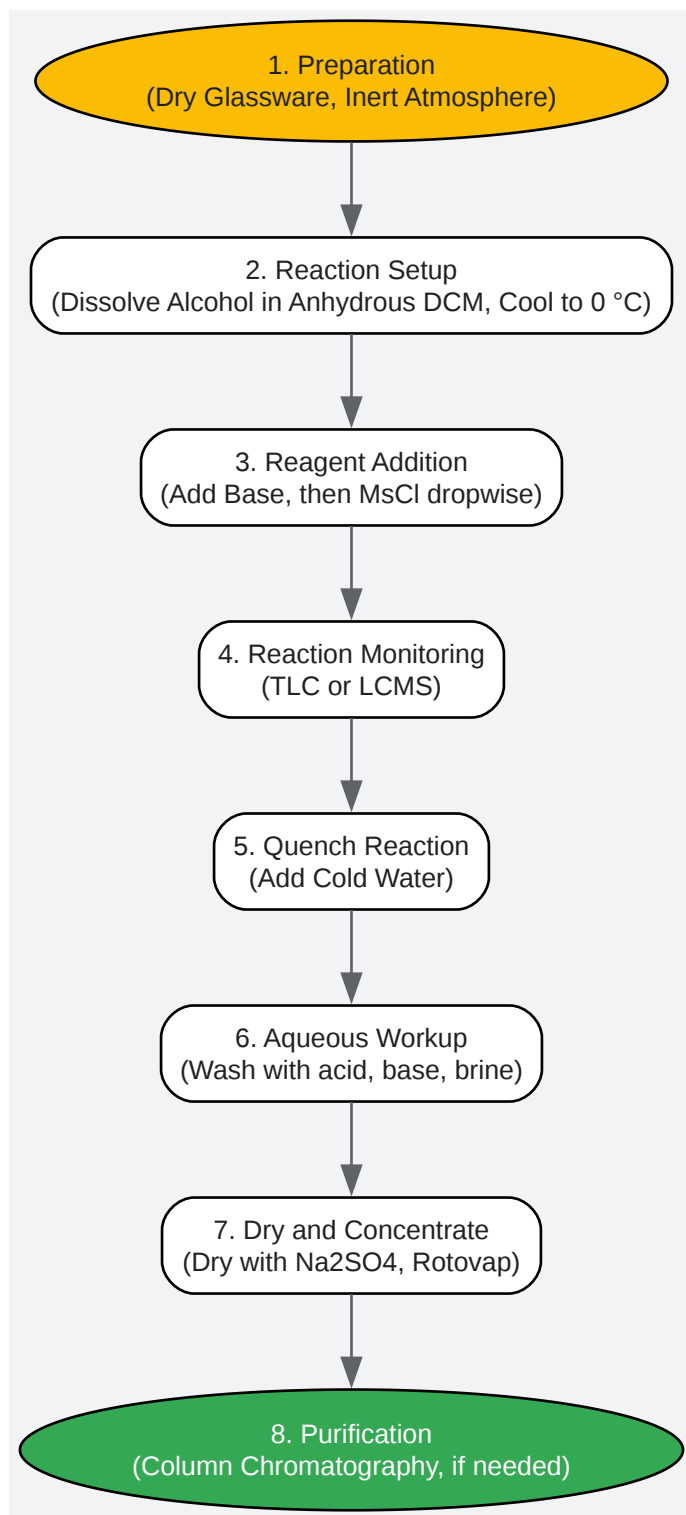 1. Preparation
(Dry Glassware, Inert Atmosphere)
2. Reaction Setup
(Dissolve Alcohol in Anhydrous DCM, Cool to 0 °C)
3. Reagent Addition
(Add Base, then MsCl dropwise)
4. Reaction Monitoring
(TLC or LCMS)
5. Quench Reaction
(Add Cold Water)
6. Aqueous Workup
(Wash with acid, base, brine)
7. Dry and Concentrate
(Dry with Na2SO4, Rotovap)
8. Purification
(Column Chromatography, if needed)